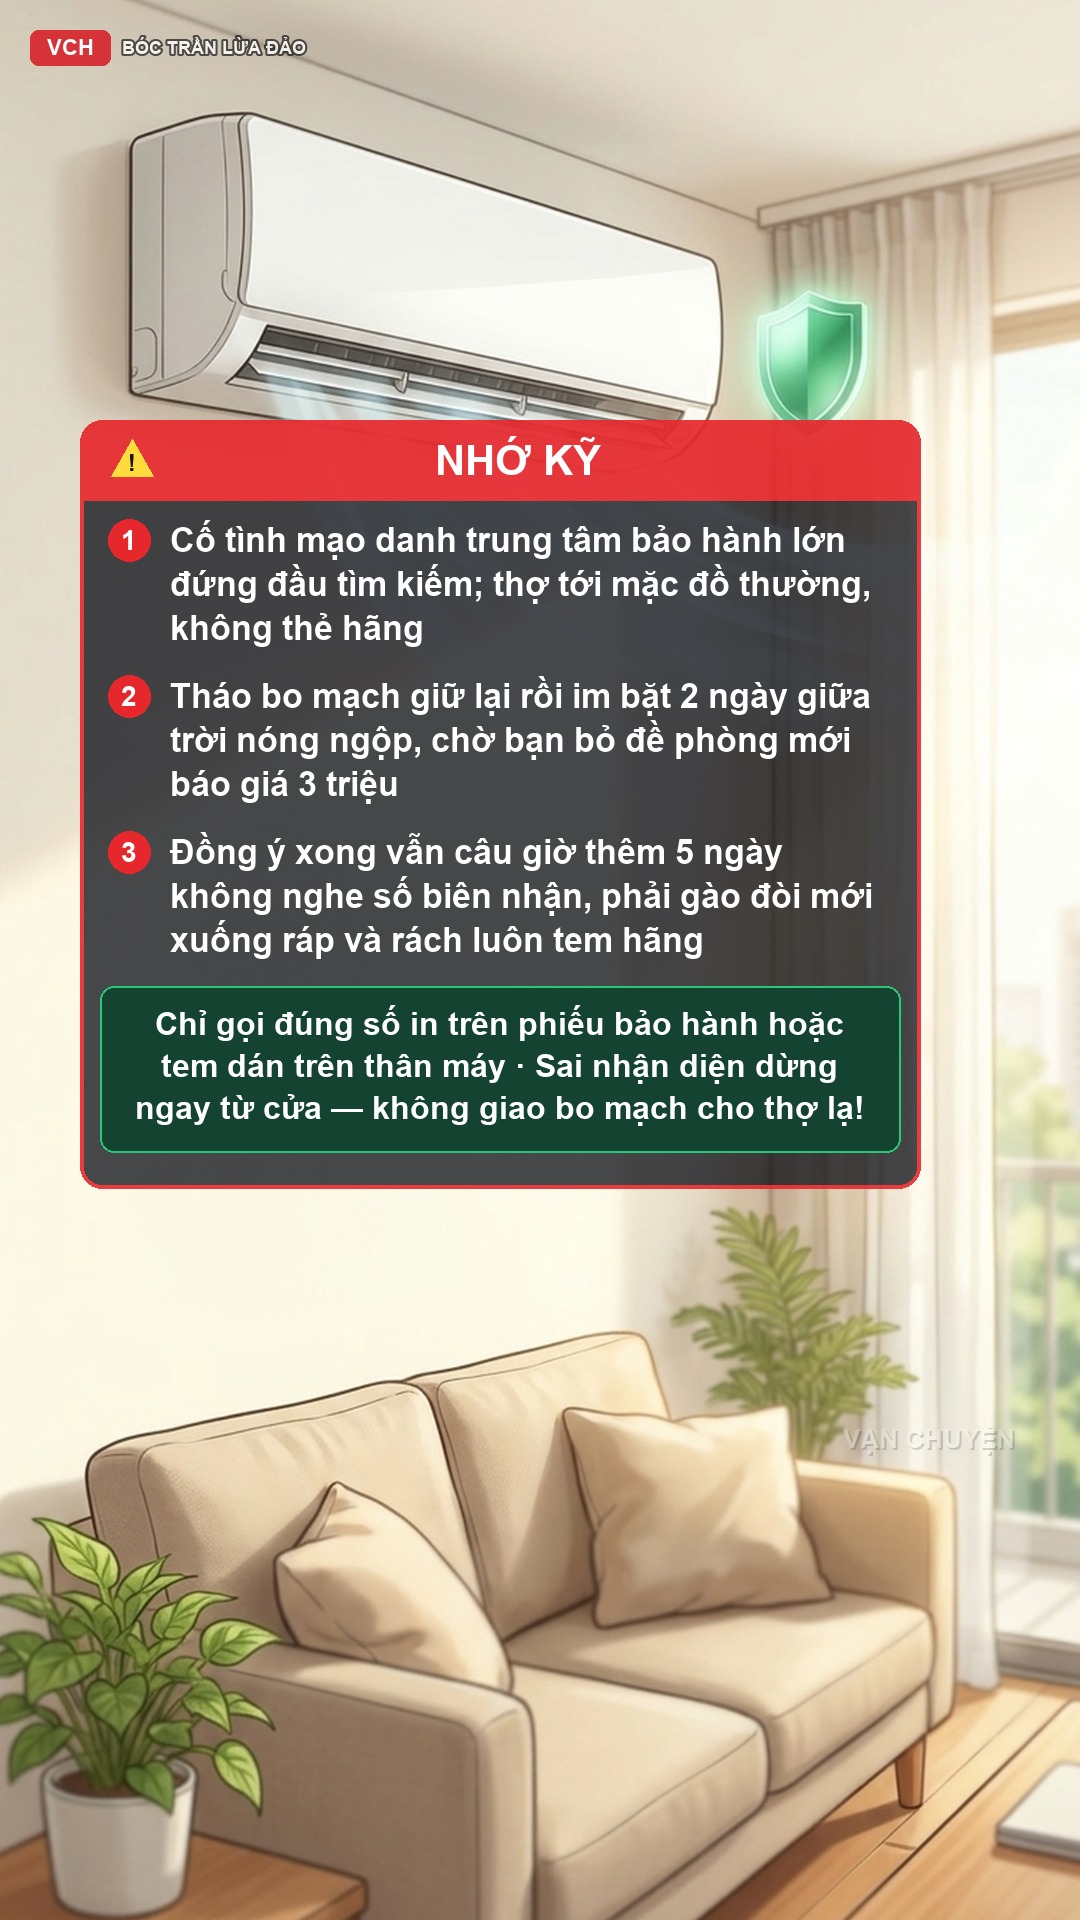 VCH BÓC TRẦN LỪA ĐẢO
NHỚ KỸ
1 Cố tình mạo danh trung tâm bảo hành lớn
đứng đầu tìm kiếm; thợ tới mặc đồ thường,
không thẻ hãng
2 Tháo bo mạch giữ lại rồi im bặt 2 ngày giữa
trời nóng ngộp, chờ bạn bỏ đề phòng mới
báo giá 3 triệu
3 Đồng ý xong vẫn câu giờ thêm 5 ngày
không nghe số biên nhận, phải gào đòi mới
xuống ráp và rách luôn tem hãng
Chỉ gọi đúng số in trên phiếu bảo hành hoặc
tem dán trên thân máy · Sai nhận diện dừng
ngay từ cửa — không giao bo mạch cho thợ lạ!
VẠN CHUYỆN